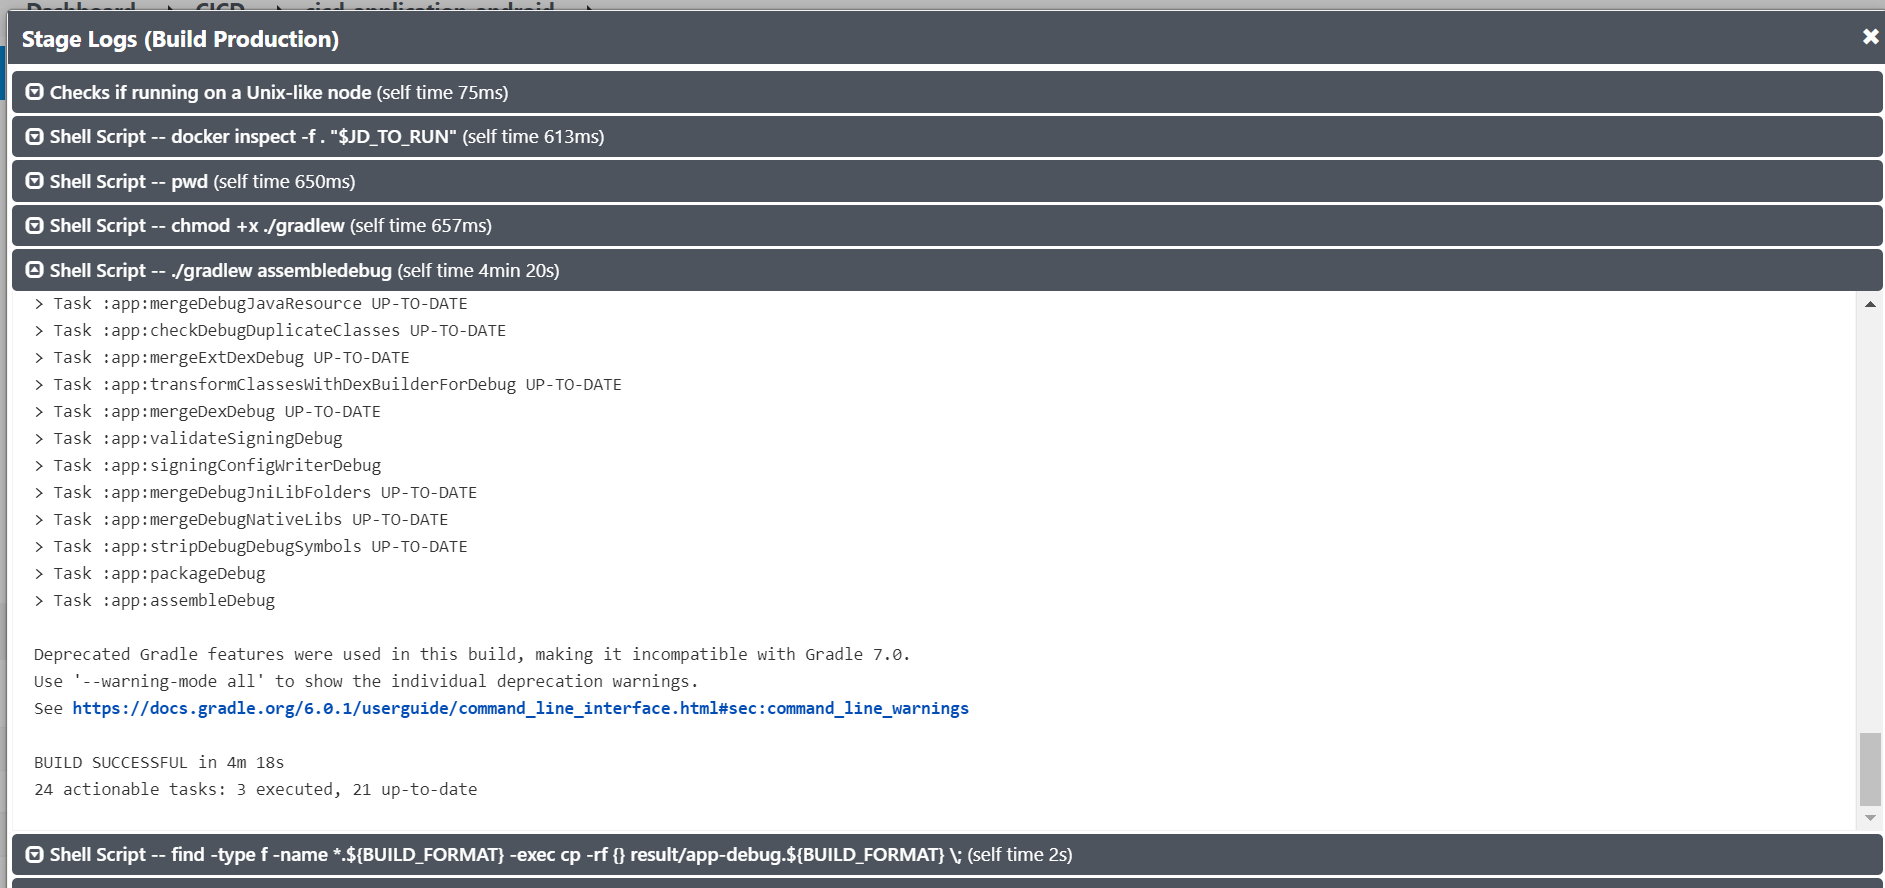 Dashboard CICD cicd-application-android
Stage Logs (Build Production)
Checks if running on a Unix-like node (self time 75ms)
Shell Script -- docker inspect -f . "$JD_TO_RUN" (self time 613ms)
Shell Script -- pwd (self time 650ms)
Shell Script -- chmod +x ./gradlew (self time 657ms)
Shell Script -- ./gradlew assembledebug (self time 4min 20s)
> Task :app:mergeDebugJavaResource UP-TO-DATE
> Task :app:checkDebugDuplicateClasses UP-TO-DATE
> Task :app:mergeExtDexDebug UP-TO-DATE
> Task :app:transformClassesWithDexBuilderForDebug UP-TO-DATE
> Task :app:mergeDexDebug UP-TO-DATE
> Task :app:validateSigningDebug
> Task :app:signingConfigWriterDebug
> Task :app:mergeDebugJniLibFolders UP-TO-DATE
> Task :app:mergeDebugNativeLibs UP-TO-DATE
> Task :app:stripDebugDebugSymbols UP-TO-DATE
> Task :app:packageDebug
> Task :app:assembleDebug
Deprecated Gradle features were used in this build, making it incompatible with Gradle 7.0.
Use '--warning-mode all' to show the individual deprecation warnings.
See https://docs.gradle.org/6.0.1/userguide/command_line_interface.html#sec:command_line_warnings
BUILD SUCCESSFUL in 4m 18s
24 actionable tasks: 3 executed, 21 up-to-date
Shell Script -- find -type f -name *.${BUILD_FORMAT} -exec cp -rf {} result/app-debug.${BUILD_FORMAT} \; (self time 2s)